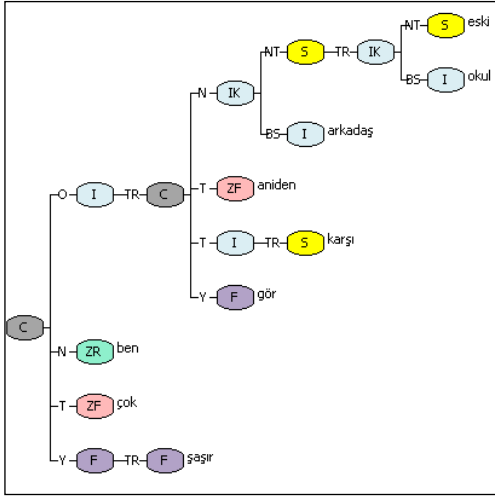 NT S eski
NT S TR IK
N IK BS I okul
BS I arkadaş
O I TR C T ZF aniden
T I TR S karşı
Y F gör
C
N ZR ben
T ZF çok
Y F TR F şaşır